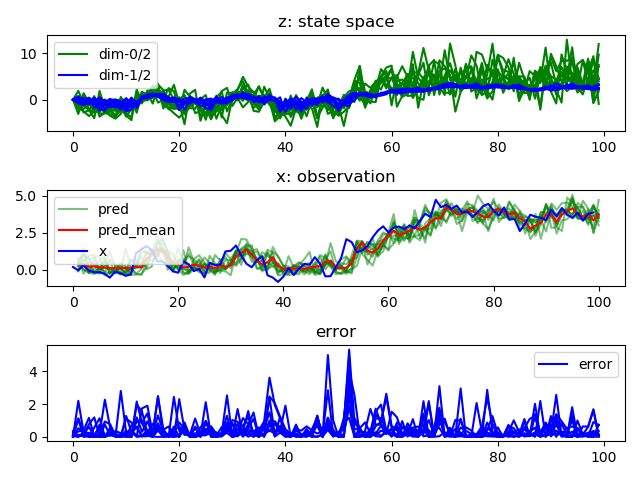 z: state space
10
0
dim-0/2
dim-1/2
0 20 40 60 80 100
x: observation
5.0
2.5
0.0
pred
pred_mean
x
0 20 40 60 80 100
error
4
2
0
error
0 20 40 60 80 100